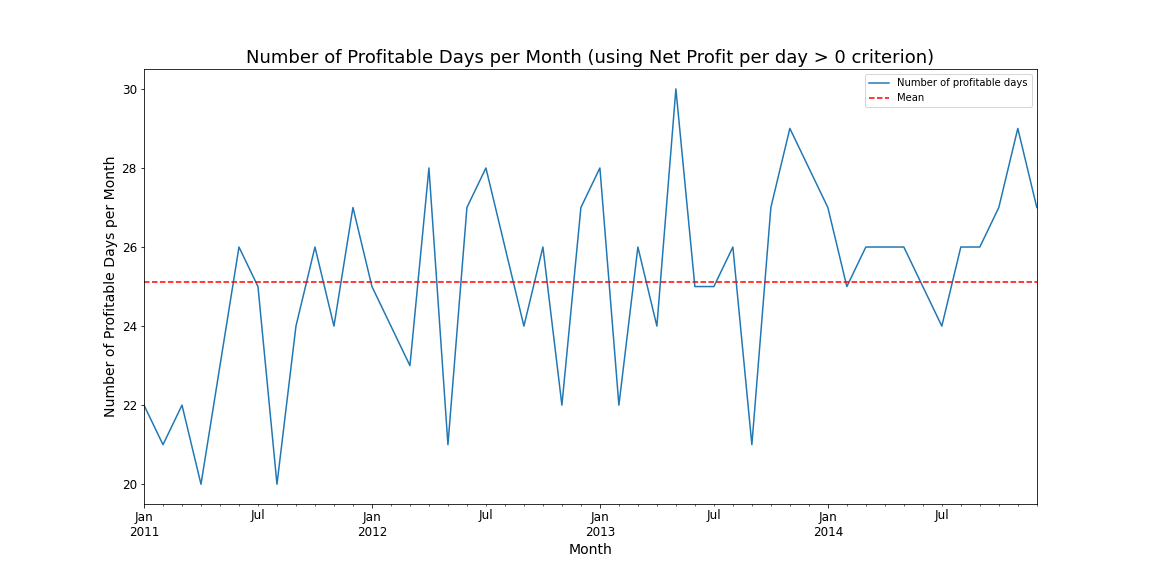 Number of Profitable Days per Month (using Net Profit per day > 0 criterion)
Number of profitable days
Mean
Number of Profitable Days per Month
30
28
26
24
22
20
Jan
2011
Jul
Jan
2012
Jul
Jan
2013
Jul
Jan
2014
Jul
Month